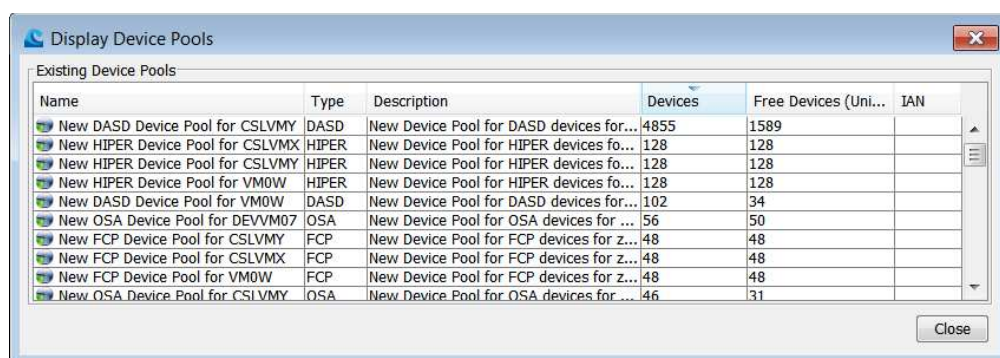 Display Device Pools
Existing Device Pools
Name Type Description Devices Free Devices (Uni... IAN
New DASD Device Pool for CSLVMY DASD New Device Pool for DASD devices for... 4855 1589
New HIPER Device Pool for CSLVMX HIPER New Device Pool for HIPER devices fo... 128 128
New HIPER Device Pool for CSLVMY HIPER New Device Pool for HIPER devices fo... 128 128
New HIPER Device Pool for VM0W HIPER New Device Pool for HIPER devices fo... 128 128
New DASD Device Pool for VM0W DASD New Device Pool for DASD devices for... 102 34
New OSA Device Pool for DEVVM07 OSA New Device Pool for OSA devices for ... 56 50
New FCP Device Pool for CSLVMY FCP New Device Pool for FCP devices for z... 48 48
New FCP Device Pool for CSLVMX FCP New Device Pool for FCP devices for z... 48 48
New FCP Device Pool for VM0W FCP New Device Pool for FCP devices for z... 48 48
New OSA Device Pool for CSLVMY OSA New Device Pool for OSA devices for ... 46 31
Close